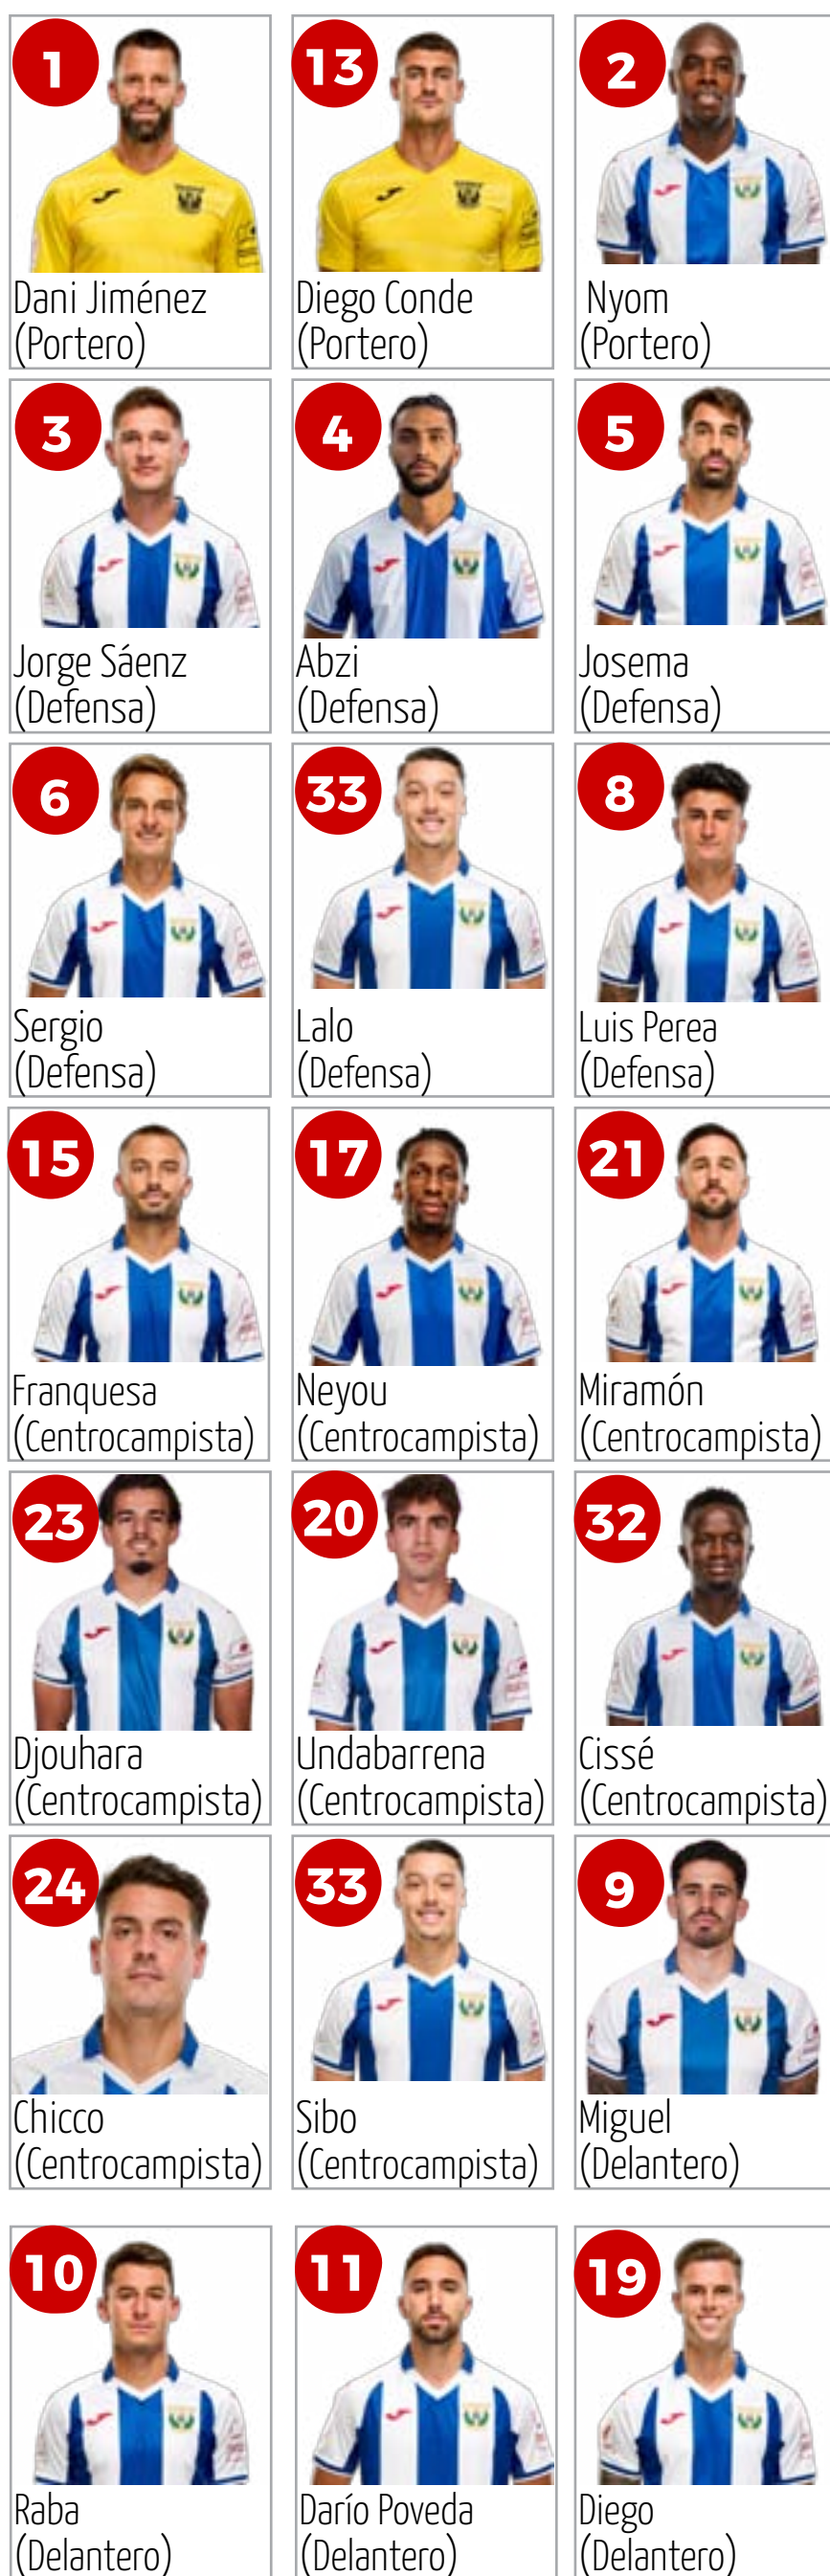 1
Dani Jiménez
(Portero)
13
Diego Conde
(Portero)
2
Nyom
(Portero)
3
Jorge Sáenz
(Defensa)
4
Abzi
(Defensa)
5
Josema
(Defensa)
6
Sergio
(Defensa)
33
Lalo
(Defensa)
8
Luis Perea
(Defensa)
15
Franquesa
(Centrocampista)
17
Neyou
(Centrocampista)
21
Miramón
(Centrocampista)
23
Djouhara
(Centrocampista)
20
Undabarrena
(Centrocampista)
32
Cissé
(Centrocampista)
24
Chicco
(Centrocampista)
33
Sibo
(Centrocampista)
9
Miguel
(Delantero)
10
Raba
(Delantero)
11
Darío Poveda
(Delantero)
19
Diego
(Delantero)